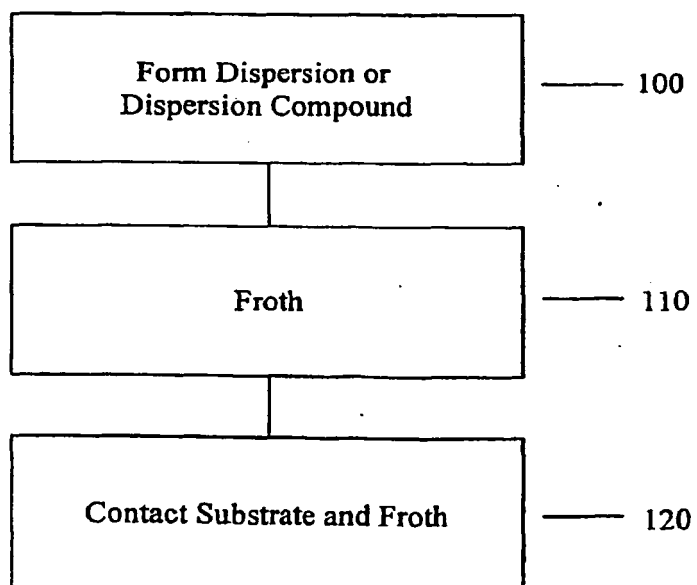 Form Dispersion or
Dispersion Compound
100
Froth
110
Contact Substrate and Froth
120